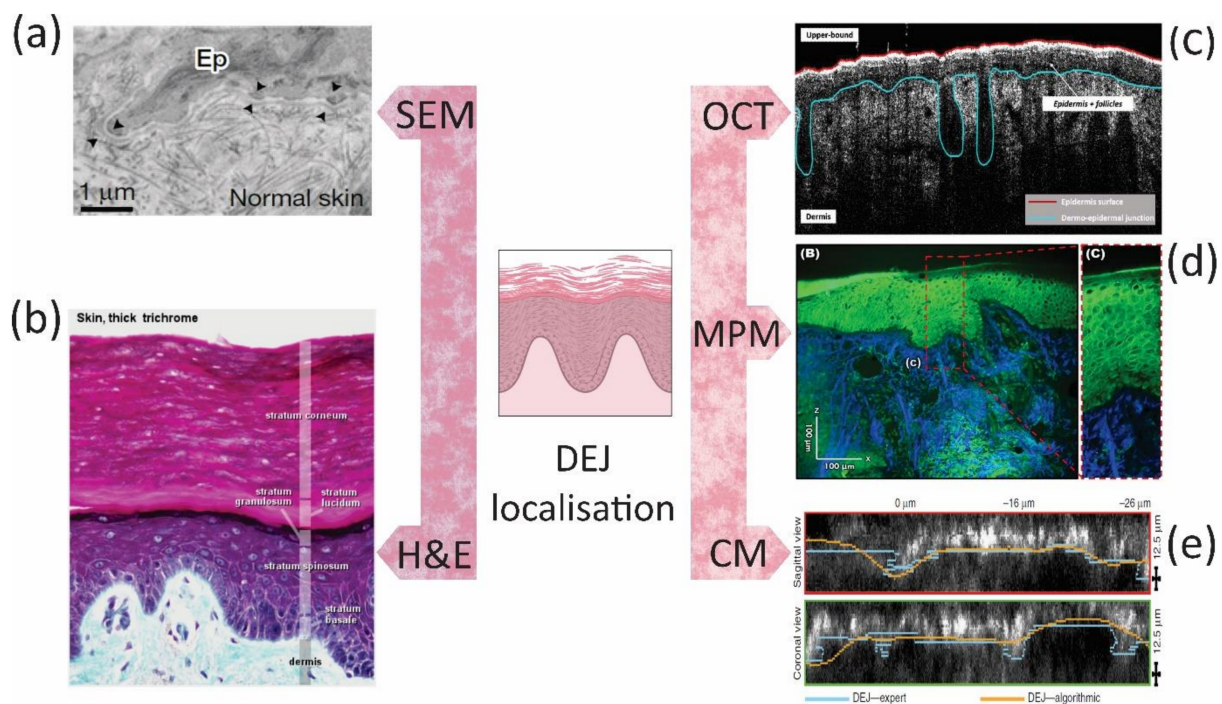 (a)
Ep
1 μm
Normal skin
SEM
(b)
Skin, thick trichrome
stratum corneum
stratum
granulosum
stratum
lucidum
stratum spinosum
stratum
basale
dermis
H&E
DEJ
localisation
OCT
MPM
CM
(C)
Upper-bound
Epidermis + follicles
Dermis
Epidermis surface
Dermo-epidermal junction
(d)
(B)
(C)
(c)
z
100 μm
x
100 μm
(e)
0 μm
−16 μm
−26 μm
Sagittal view
12.5 μm
Coronal view
12.5 μm
DEJ—expert
DEJ—algorithmic